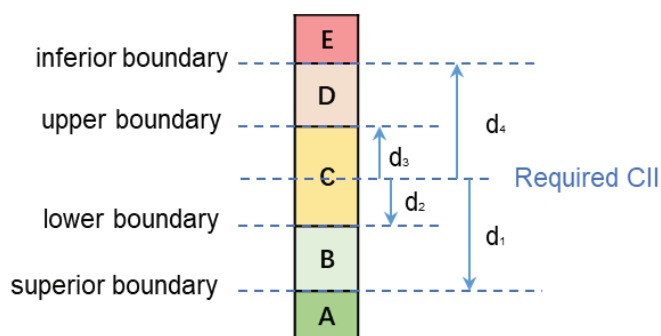 E
inferior boundary
D
upper boundary
d₄
d₃
C
Required CII
d₂
lower boundary
d₁
B
superior boundary
A